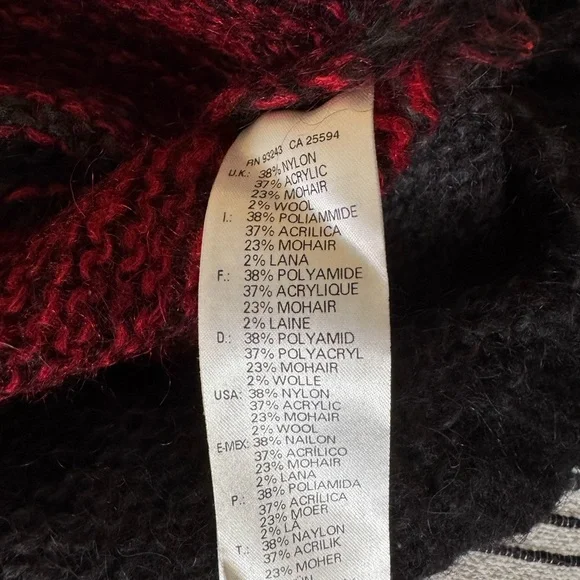 RN 93243 CA 25594
U.K.: 38% NYLON
37% ACRYLIC
23% MOHAIR
2% WOOL
I.: 38% POLIAMMIDE
37% ACRILICA
23% MOHAIR
2% LANA
F.: 38% POLYAMIDE
37% ACRYLIQUE
23% MOHAIR
2% LAINE
D.: 38% POLYAMID
37% POLYACRYL
23% MOHAIR
2% WOLLE
USA: 38% NYLON
37% ACRYLIC
23% MOHAIR
2% WOOL
E-MEX: 38% NAILON
37% ACRÍLICO
23% MOHAIR
2% LANA
P.: 38% POLIAMIDA
37% ACRÍLICA
23% MOER
2% LÃ
T.: 38% NAYLON
37% ACRILIK
23% MOHER